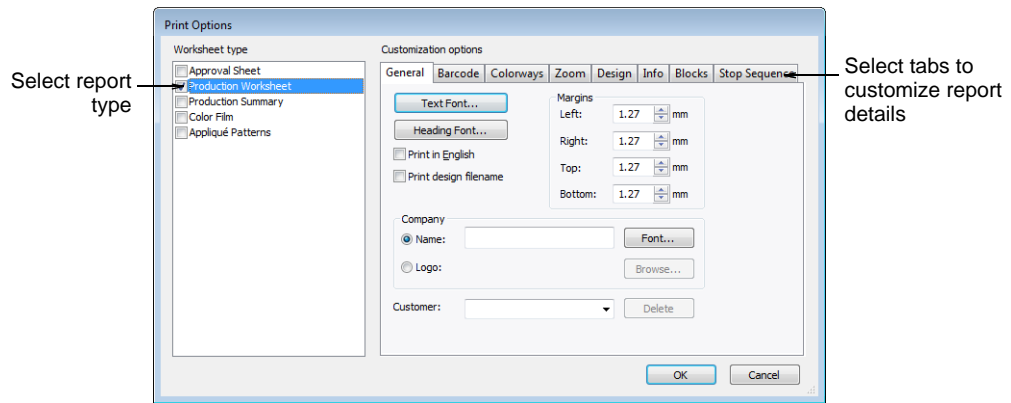 Print Options
Worksheet type
Customization options
Select report
type
Approval Sheet
Production Worksheet
Production Summary
Color Film
Appliqué Patterns
General Barcode Colorways Zoom Design Info Blocks Stop Sequence
Select tabs to
customize report
details
Text Font...
Heading Font...
Print in English
Print design filename
Margins
Left: 1.27 mm
Right: 1.27 mm
Top: 1.27 mm
Bottom: 1.27 mm
Company
Name: Font...
Logo: Browse...
Customer: Delete
OK Cancel